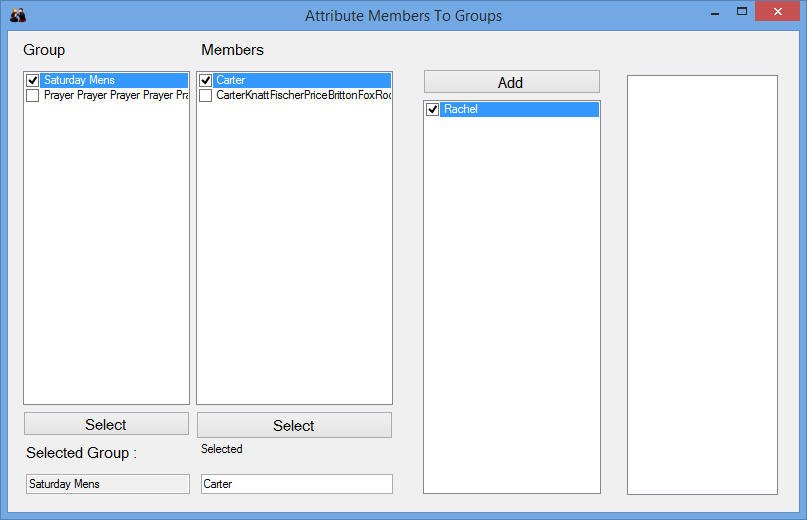 Attribute Members To Groups
Group
Members
Saturday Mens
Prayer Prayer Prayer Prayer Pra
Select
Selected Group :
Saturday Mens
Carter
CarterKnattFischerPriceBrittonFoxRoc
Select
Selected
Carter
Add
Rachel